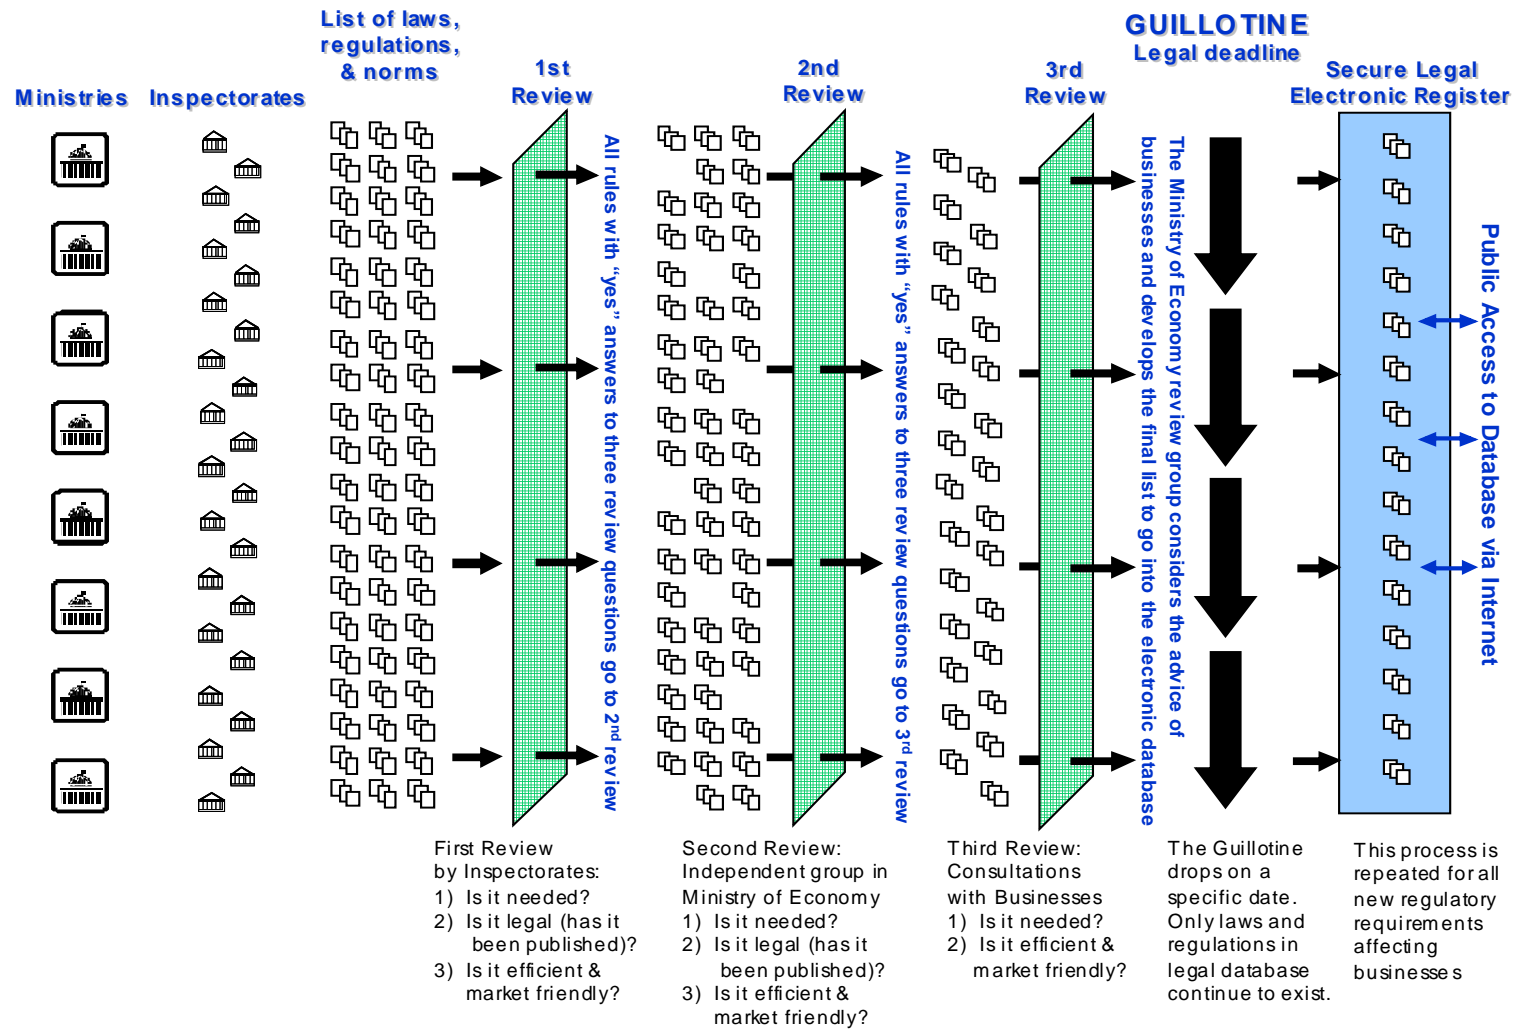 Ministries
Inspectorates
List of laws,
regulations,
& norms
1st
Review
2nd
Review
3rd
Review
GUILLOTINE
Legal deadline
Secure Legal
Electronic Register
All rules with “yes” answers to three review questions go to 2nd review
All rules with “yes” answers to three review questions go to 3rd review
The Ministry of Economy review group considers the advice of
businesses and develops the final list to go into the electronic database
Public Access to Database via Internet
First Review
by Inspectorates:
1) Is it needed?
2) Is it legal (has it
been published)?
3) Is it efficient &
market friendly?
Second Review:
Independent group in
Ministry of Economy
1) Is it needed?
2) Is it legal (has it
been published)?
3) Is it efficient &
market friendly?
Third Review:
Consultations
with Businesses
1) Is it needed?
2) Is it efficient &
market friendly?
The Guillotine
drops on a
specific date.
Only laws and
regulations in
legal database
continue to exist.
This process is
repeated for all
new regulatory
requirements
affecting
businesses